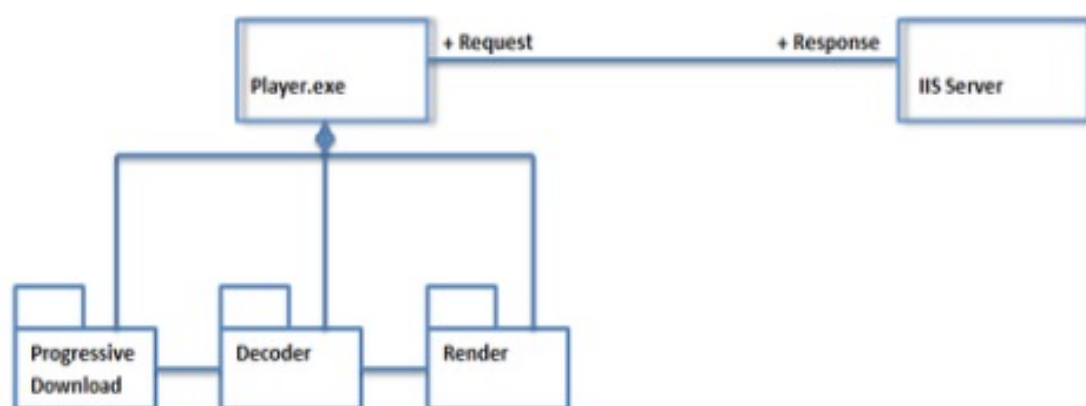 + Request
+ Response
Player.exe
IIS Server
Progressive
Download
Decoder
Render